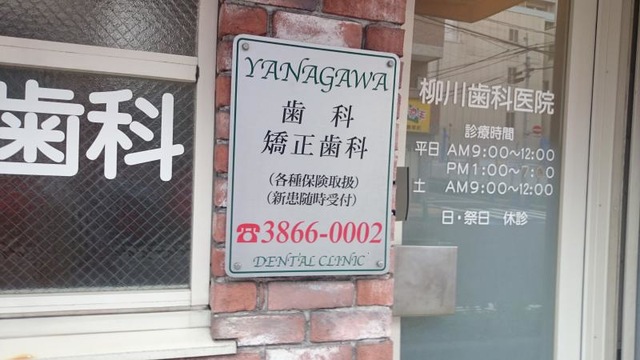 歯科
YANAGAWA
歯 科
矯正歯科
(各種保険取扱)
(新患随時受付)
☎3866-0002
DENTAL CLINIC
柳川歯科医院
診療時間
平日 AM9:00〜12:00
PM1:00〜7:00
土 AM9:00〜12:00
日・祭日 休診